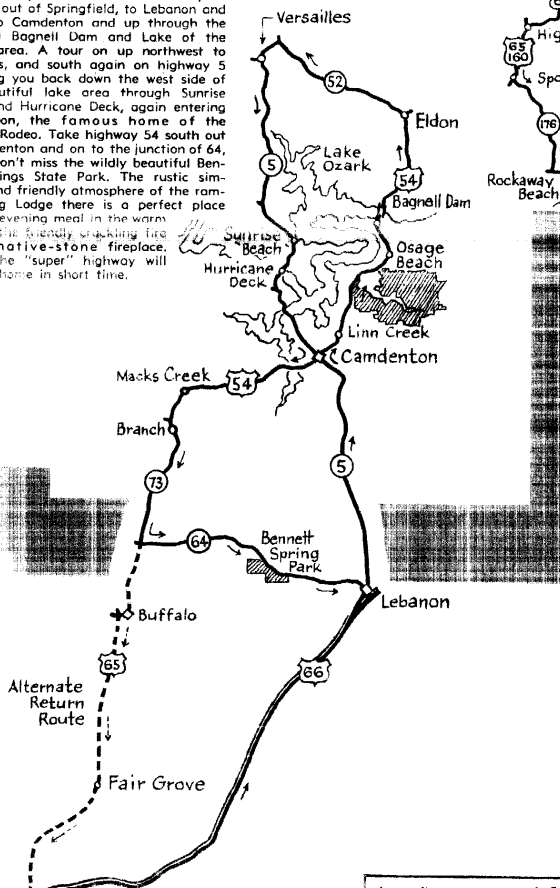 out of Springfield, to Lebanon and
o Camdenton and up through the
Bagnell Dam and Lake of the
area. A tour on up northwest to
s, and south again on highway 5
g you back down the west side of
utiful lake area through Sunrise
nd Hurricane Deck, again entering
on, the famous home of the
Rodeo. Take highway 54 south out
enton and on to the junction of 64,
on't miss the wildly beautiful Ben-
ings State Park. The rustic sim-
nd friendly atmosphere of the ram-
g Lodge there is a perfect place
evening meal in the warm
the friendly crackling fire
native-stone fireplace.
he "super" highway will
home in short time.
Versailles
52
Eldon
5
Lake
Ozark
54
Bagnell Dam
Sunrise
Beach
Osage
Beach
Hurricane
Deck
Linn Creek
Camdenton
Macks Creek
54
Branch
5
73
64
Bennett
Spring
Park
Lebanon
Buffalo
65
66
Alternate
Return
Route
Fair Grove
Hig
65
160
Spo
176
Rockaway
Beach